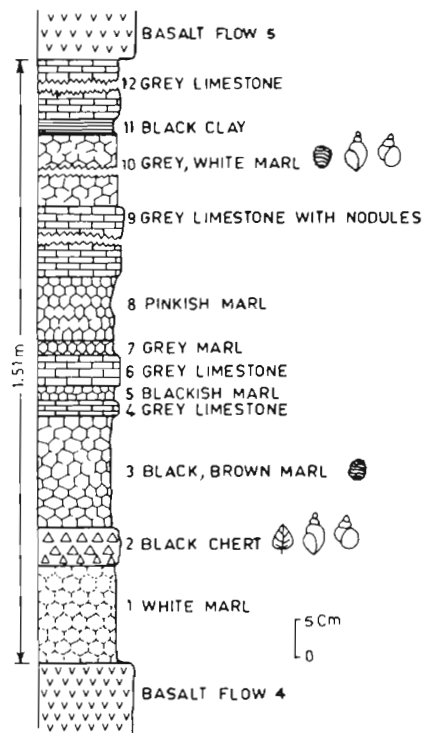 BASALT FLOW 5
12 GREY LIMESTONE
11 BLACK CLAY
10 GREY, WHITE MARL
9 GREY LIMESTONE WITH NODULES
8 PINKISH MARL
7 GREY MARL
6 GREY LIMESTONE
5 BLACKISH MARL
4 GREY LIMESTONE
1.51m
3 BLACK, BROWN MARL
2 BLACK CHERT
1 WHITE MARL
5 Cm
0
BASALT FLOW 4